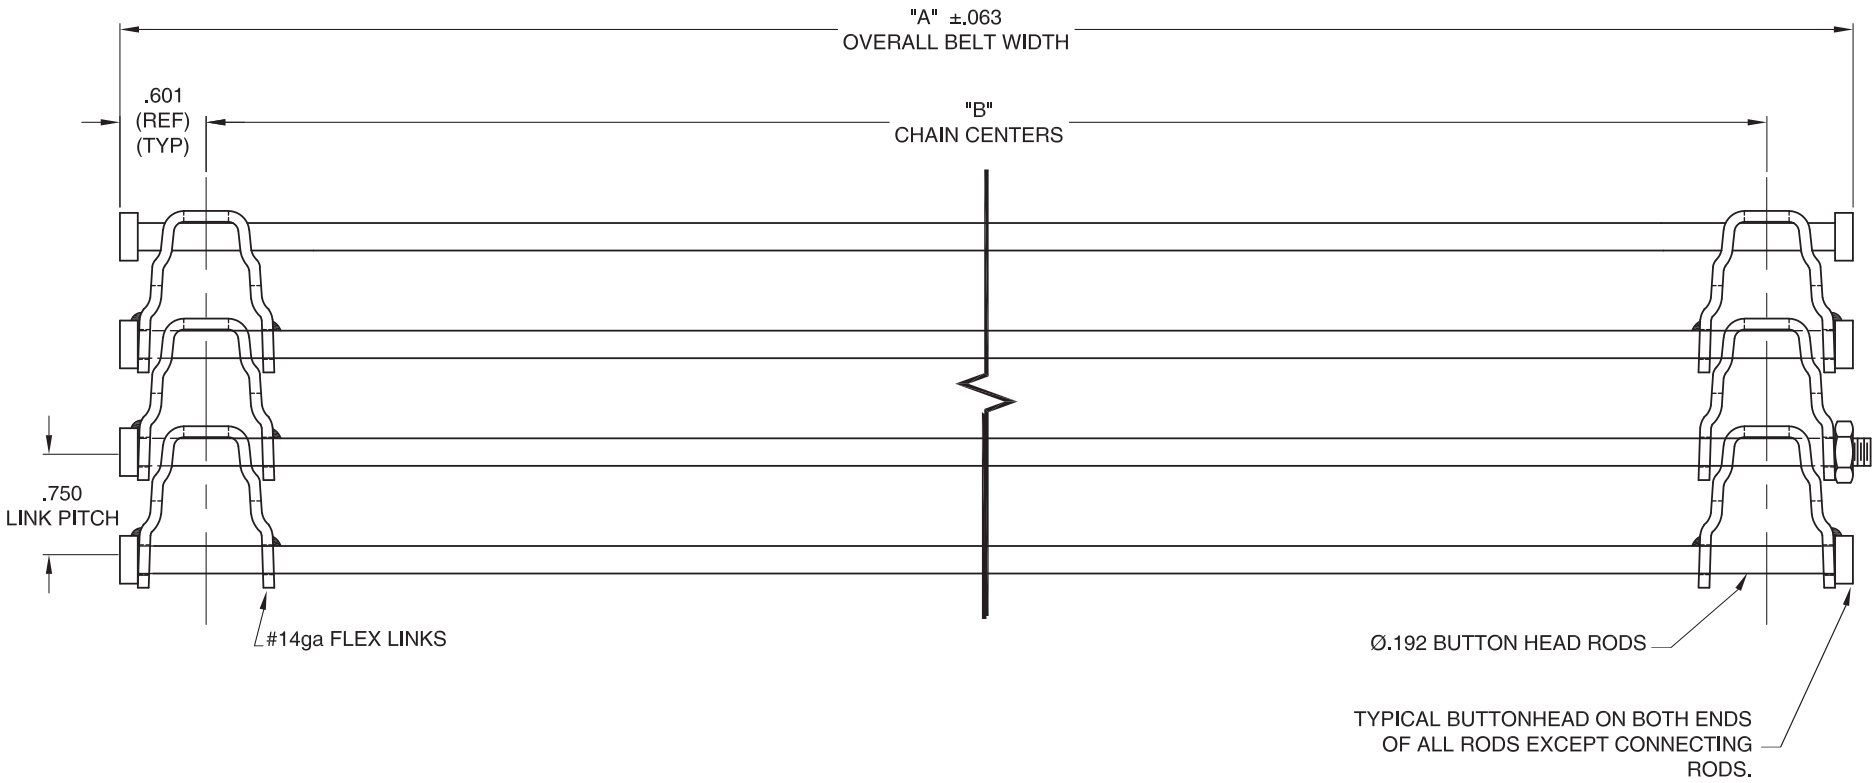 "A" ±.063
OVERALL BELT WIDTH
.601
(REF)
(TYP)
"B"
CHAIN CENTERS
.750
LINK PITCH
#14ga FLEX LINKS
Ø.192 BUTTON HEAD RODS
TYPICAL BUTTONHEAD ON BOTH ENDS
OF ALL RODS EXCEPT CONNECTING
RODS.